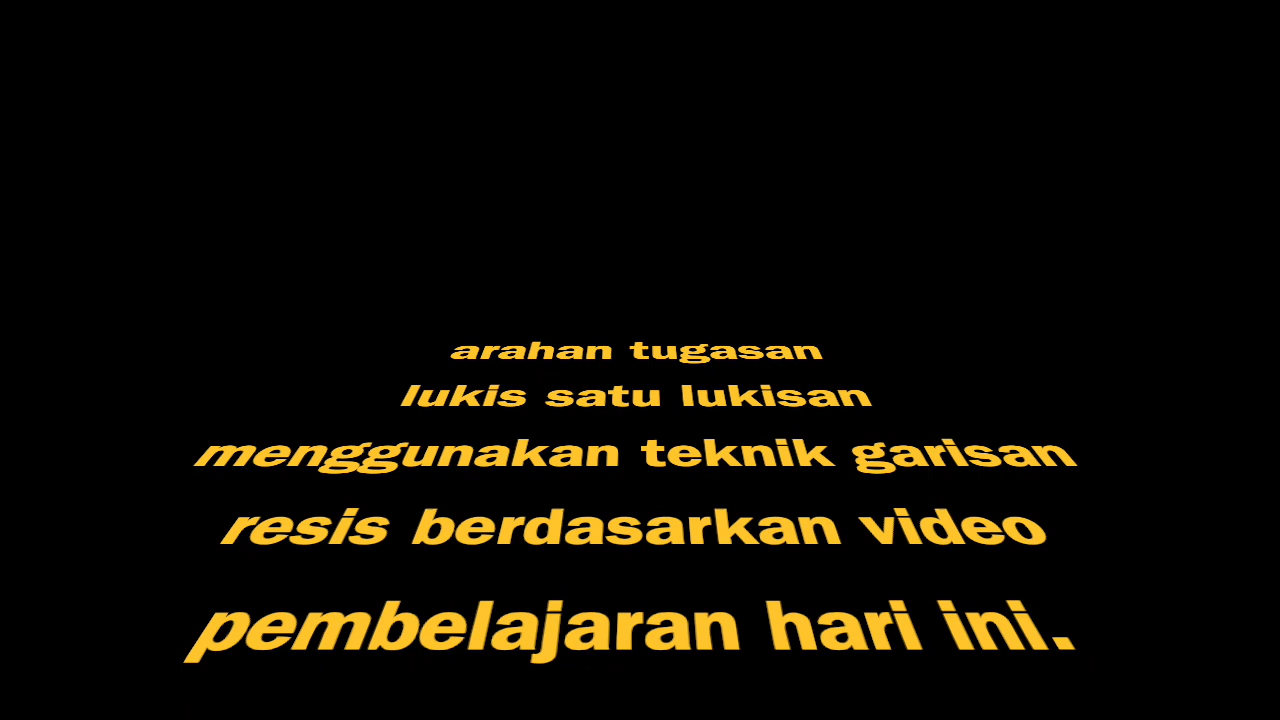 arahan tugasan
lukis satu lukisan
menggunakan teknik garisan
resis berdasarkan video
pembelajaran hari ini.